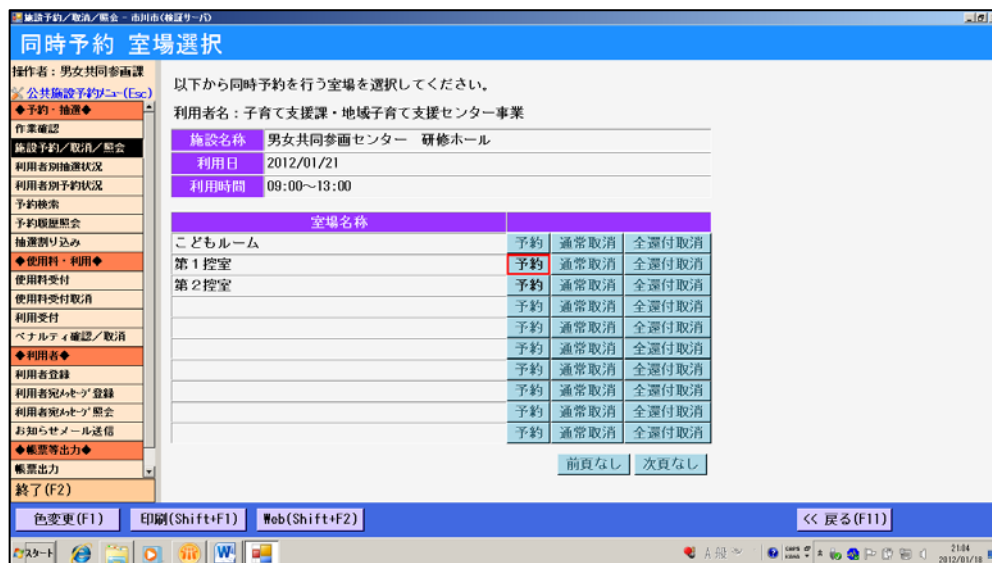 施設予約/取消/照会 - 市川市(検証サーバ)
同時予約 室場選択
操作者：男女共同参画課
公共施設予約ﾒﾆｭｰ(Esc)
◆予約・抽選◆
作業確認
施設予約/取消/照会
利用者別抽選状況
利用者別予約状況
予約検索
予約履歴照会
抽選割り込み
◆使用料・利用◆
使用料受付
使用料受付取消
利用受付
ペナルティ確認/取消
◆利用者◆
利用者登録
利用者宛ﾒｯｾｰｼﾞ登録
利用者宛ﾒｯｾｰｼﾞ照会
お知らせメール送信
◆帳票等出力◆
帳票出力
終了(F2)
以下から同時予約を行う室場を選択してください。
利用者名：子育て支援課・地域子育て支援センター事業
施設名称 男女共同参画センター 研修ホール
利用日 2012/01/21
利用時間 09:00～13:00
室場名称
こどもルーム 予約 通常取消 全還付取消
第１控室 予約 通常取消 全還付取消
第２控室 予約 通常取消 全還付取消
予約 通常取消 全還付取消
予約 通常取消 全還付取消
予約 通常取消 全還付取消
予約 通常取消 全還付取消
予約 通常取消 全還付取消
予約 通常取消 全還付取消
予約 通常取消 全還付取消
前頁なし 次頁なし
色変更(F1) 印刷(Shift+F1) Web(Shift+F2) << 戻る(F11)
スタート A 般 CAPS KANA 21:04
2012/01/18